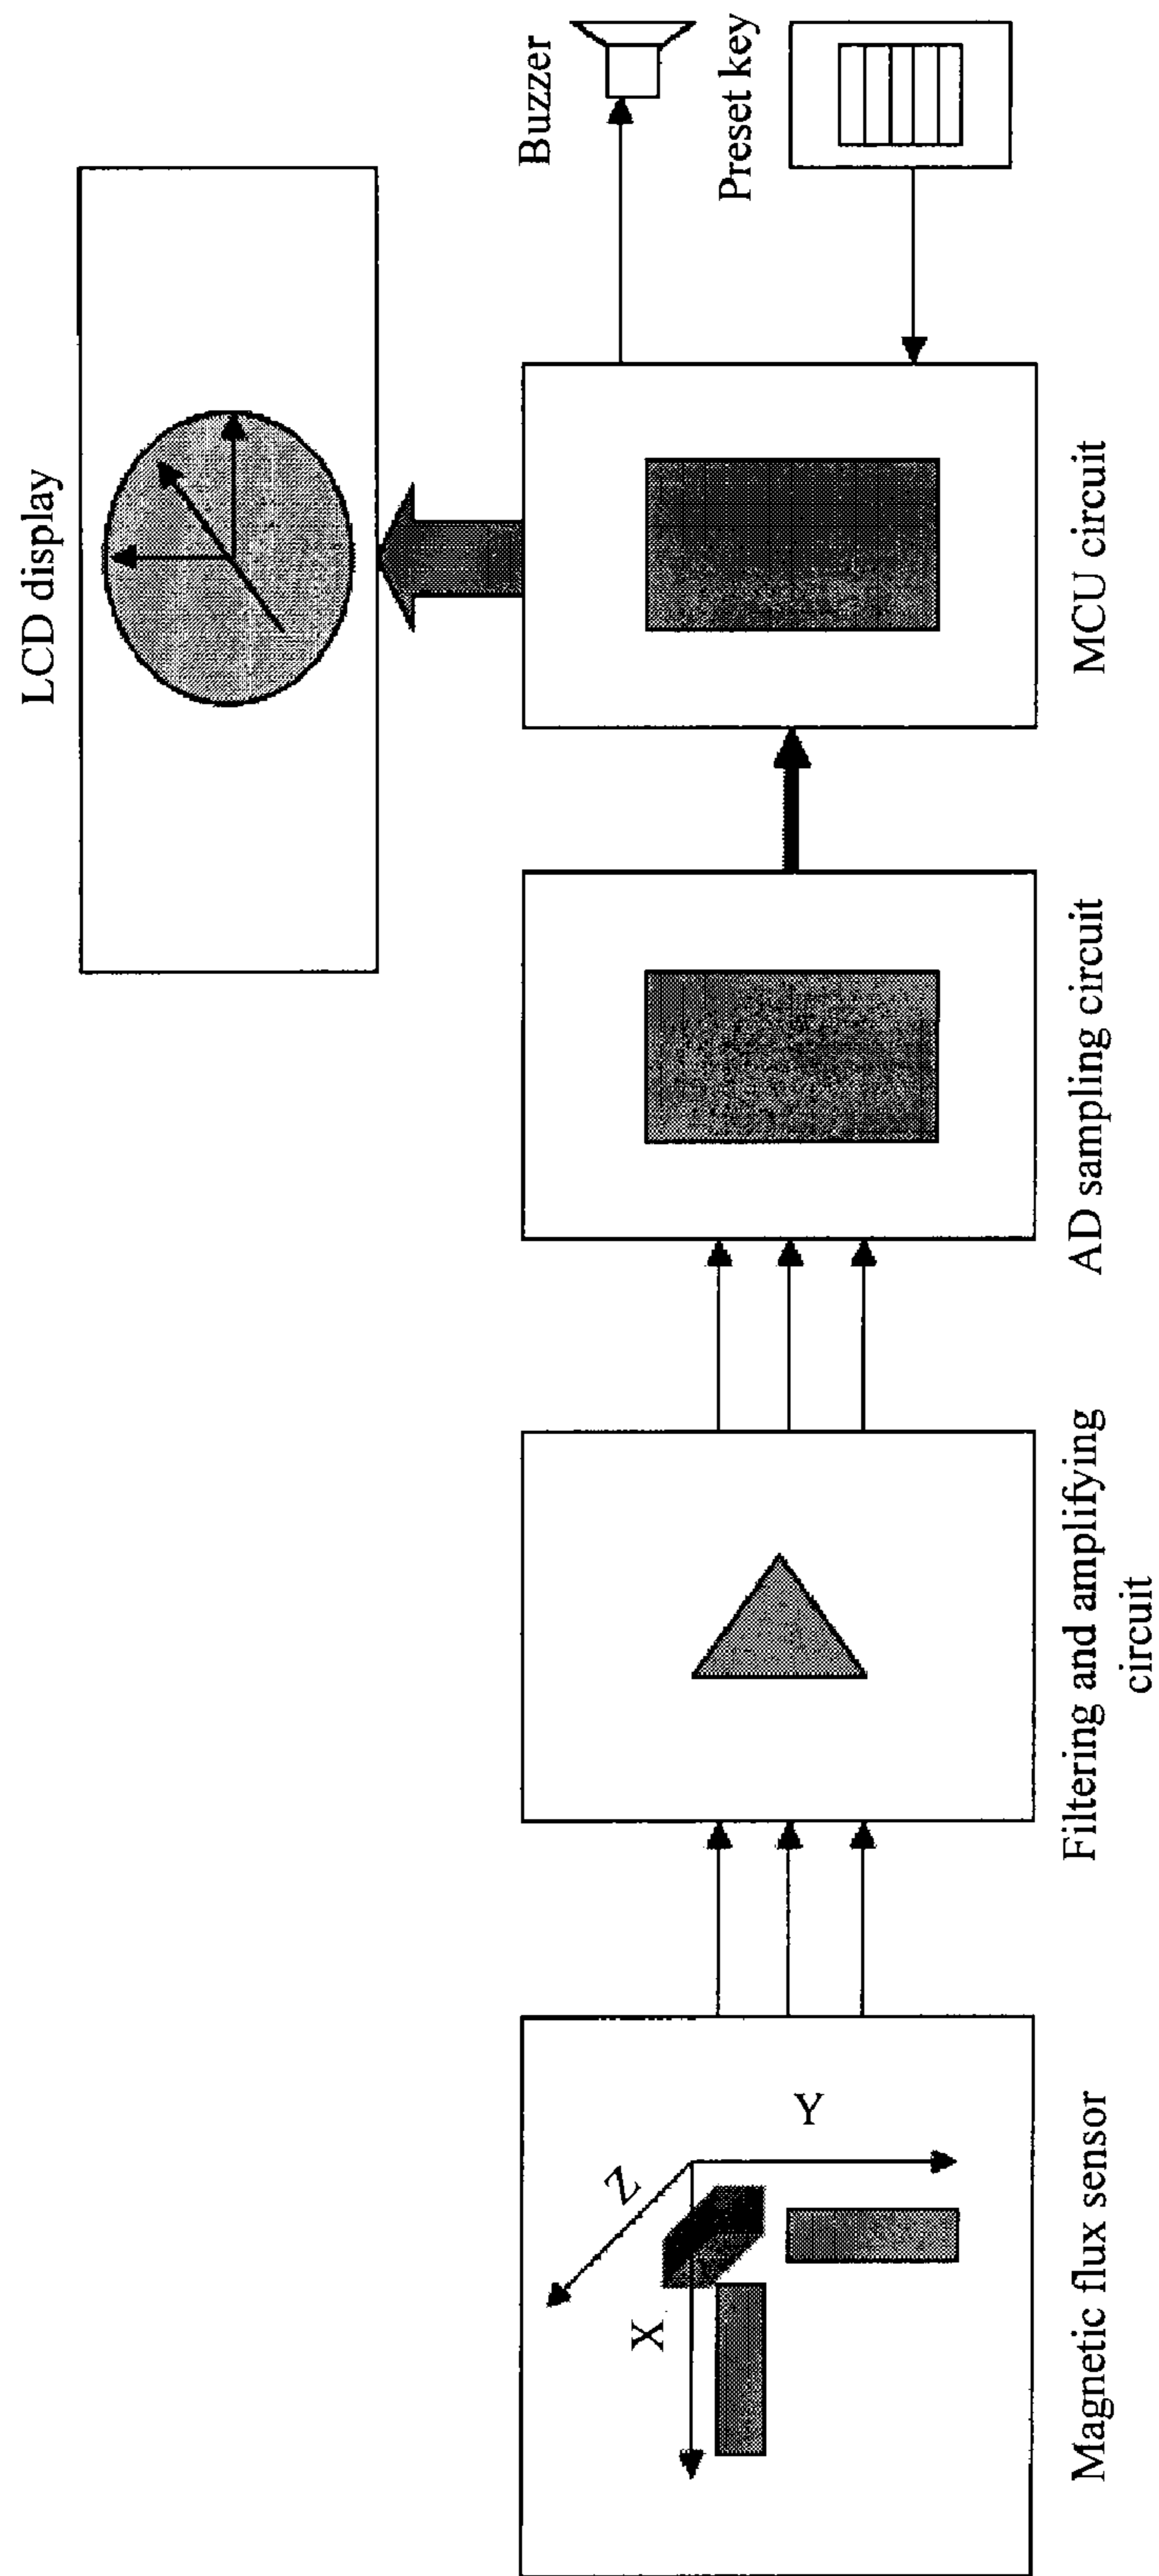 LCD display
Buzzer
Preset key
Z
X
Y
Magnetic flux sensor
Filtering and amplifying
circuit
AD sampling circuit
MCU circuit